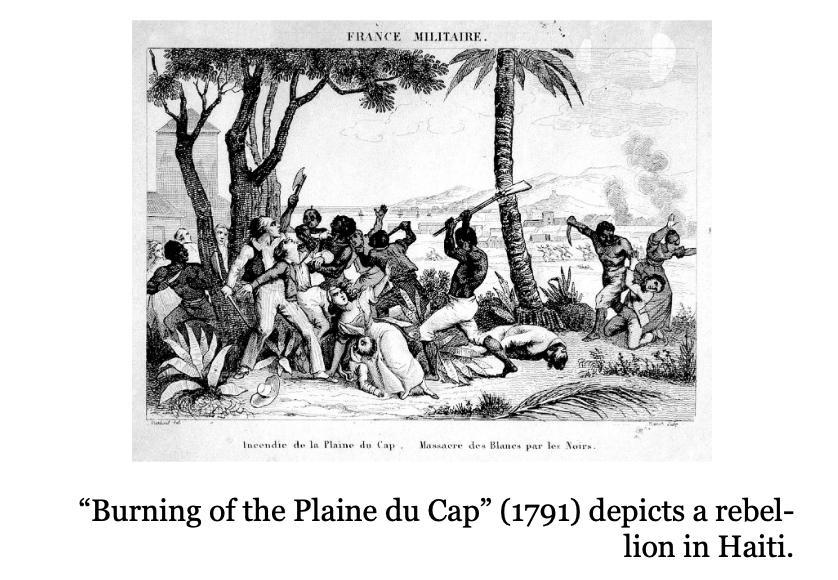 FRANCE MILITAIRE.
Incendie de la Plaine du Cap. Massacre des Blancs par les Noirs.
“Burning of the Plaine du Cap” (1791) depicts a rebel-
lion in Haiti.